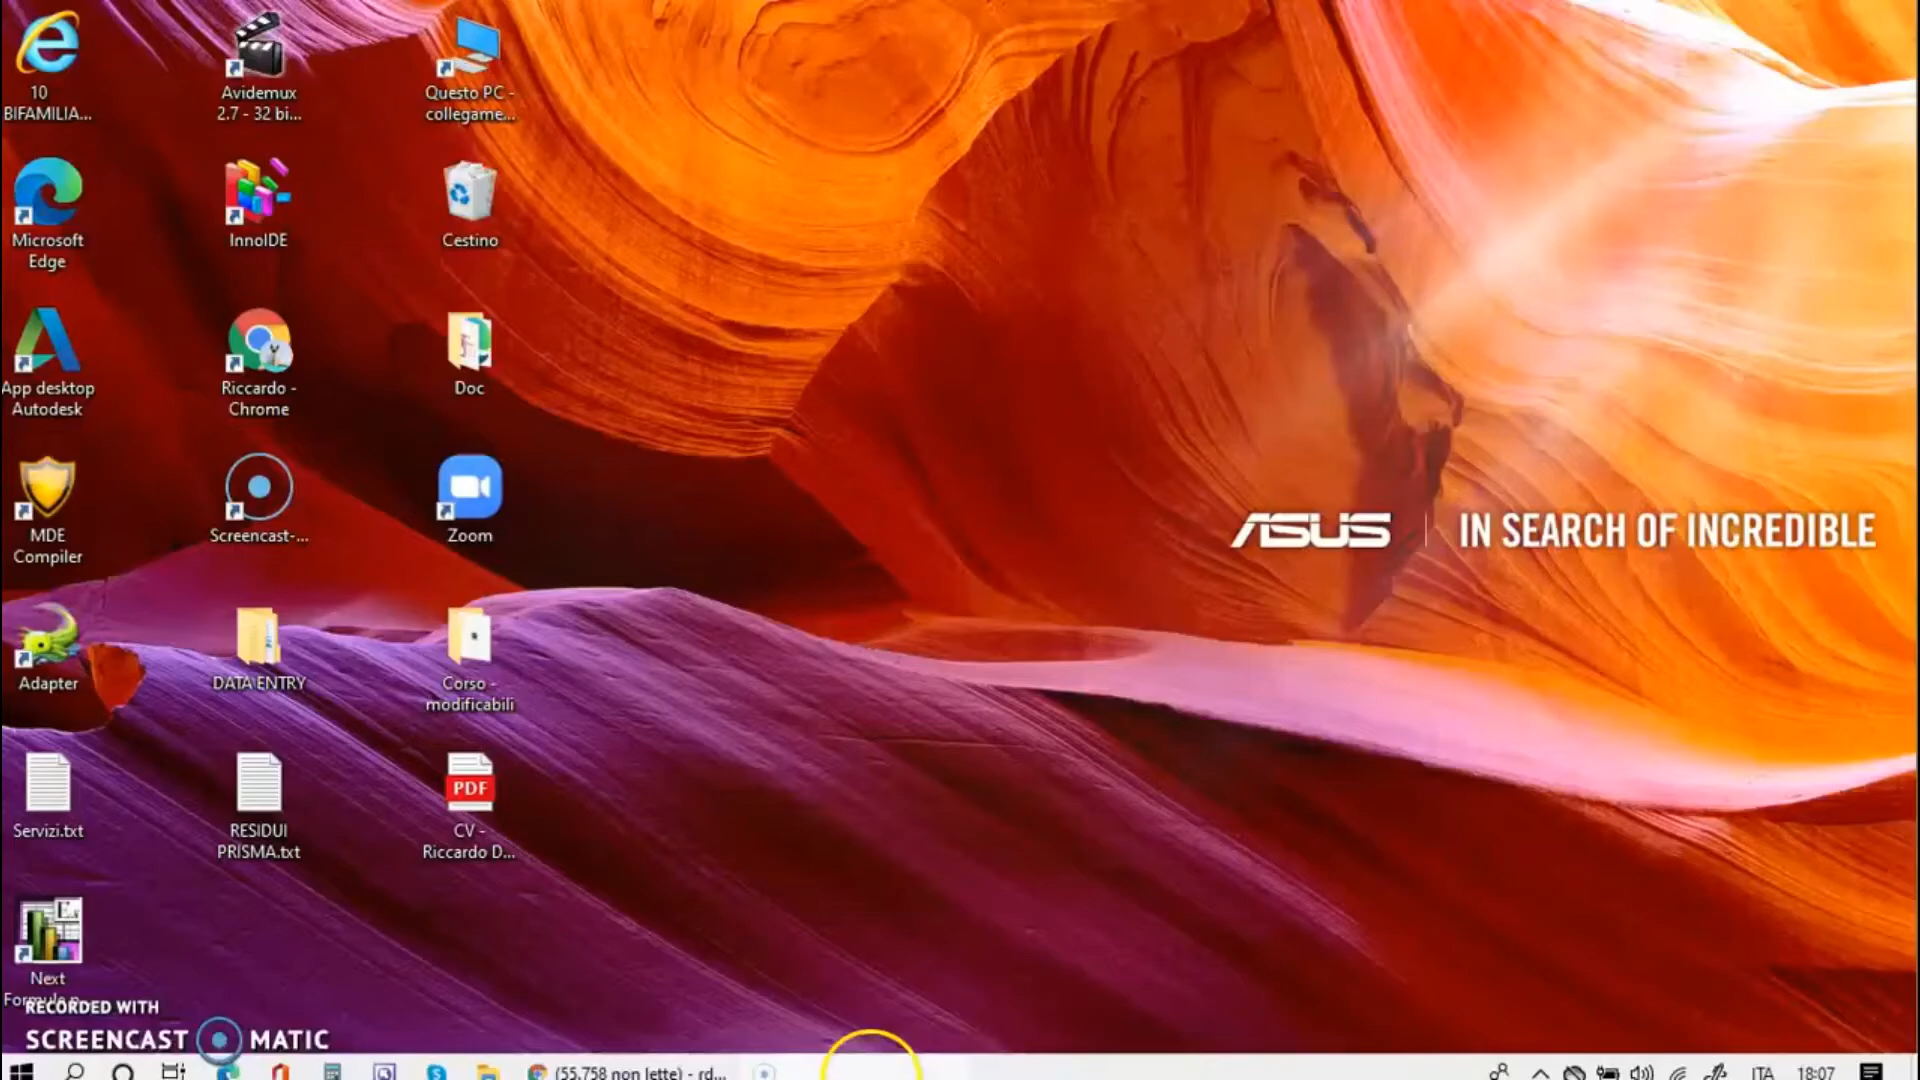 10
BIFAMILIA...
Avidemux
2.7 - 32 bi...
Questo PC -
collegame...
Microsoft
Edge
InnoIDE
Cestino
App desktop
Autodesk
Riccardo -
Chrome
Doc
MDE
Compiler
Screencast-...
Zoom
ASUS
IN SEARCH OF INCREDIBLE
Adapter
DATA ENTRY
Corso -
modificabili
Servizi.txt
RESIDUI
PRISMA.txt
PDF
CV -
Riccardo D...
Next
RECORDED WITH
SCREENCAST MATIC
(55.758 non lette) - rd...
ITA
18:07